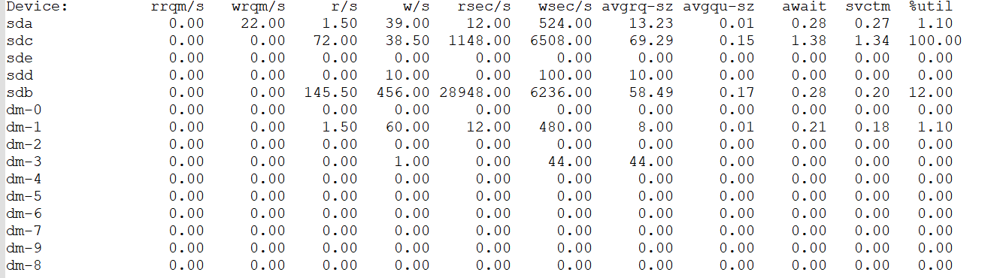 Device: rrqm/s wrqm/s r/s w/s rsec/s wsec/s avgrq-sz avgqu-sz await svctm %util
sda 0.00 22.00 1.50 39.00 12.00 524.00 13.23 0.01 0.28 0.27 1.10
sdc 0.00 0.00 72.00 38.50 1148.00 6508.00 69.29 0.15 1.38 1.34 100.00
sde 0.00 0.00 0.00 0.00 0.00 0.00 0.00 0.00 0.00 0.00 0.00
sdd 0.00 0.00 0.00 10.00 0.00 100.00 10.00 0.00 0.00 0.00 0.00
sdb 0.00 0.00 145.50 456.00 28948.00 6236.00 58.49 0.17 0.28 0.20 12.00
dm-0 0.00 0.00 0.00 0.00 0.00 0.00 0.00 0.00 0.00 0.00 0.00
dm-1 0.00 0.00 1.50 60.00 12.00 480.00 8.00 0.01 0.21 0.18 1.10
dm-2 0.00 0.00 0.00 0.00 0.00 0.00 0.00 0.00 0.00 0.00 0.00
dm-3 0.00 0.00 0.00 1.00 0.00 44.00 44.00 0.00 0.00 0.00 0.00
dm-4 0.00 0.00 0.00 0.00 0.00 0.00 0.00 0.00 0.00 0.00 0.00
dm-5 0.00 0.00 0.00 0.00 0.00 0.00 0.00 0.00 0.00 0.00 0.00
dm-6 0.00 0.00 0.00 0.00 0.00 0.00 0.00 0.00 0.00 0.00 0.00
dm-7 0.00 0.00 0.00 0.00 0.00 0.00 0.00 0.00 0.00 0.00 0.00
dm-9 0.00 0.00 0.00 0.00 0.00 0.00 0.00 0.00 0.00 0.00 0.00
dm-8 0.00 0.00 0.00 0.00 0.00 0.00 0.00 0.00 0.00 0.00 0.00